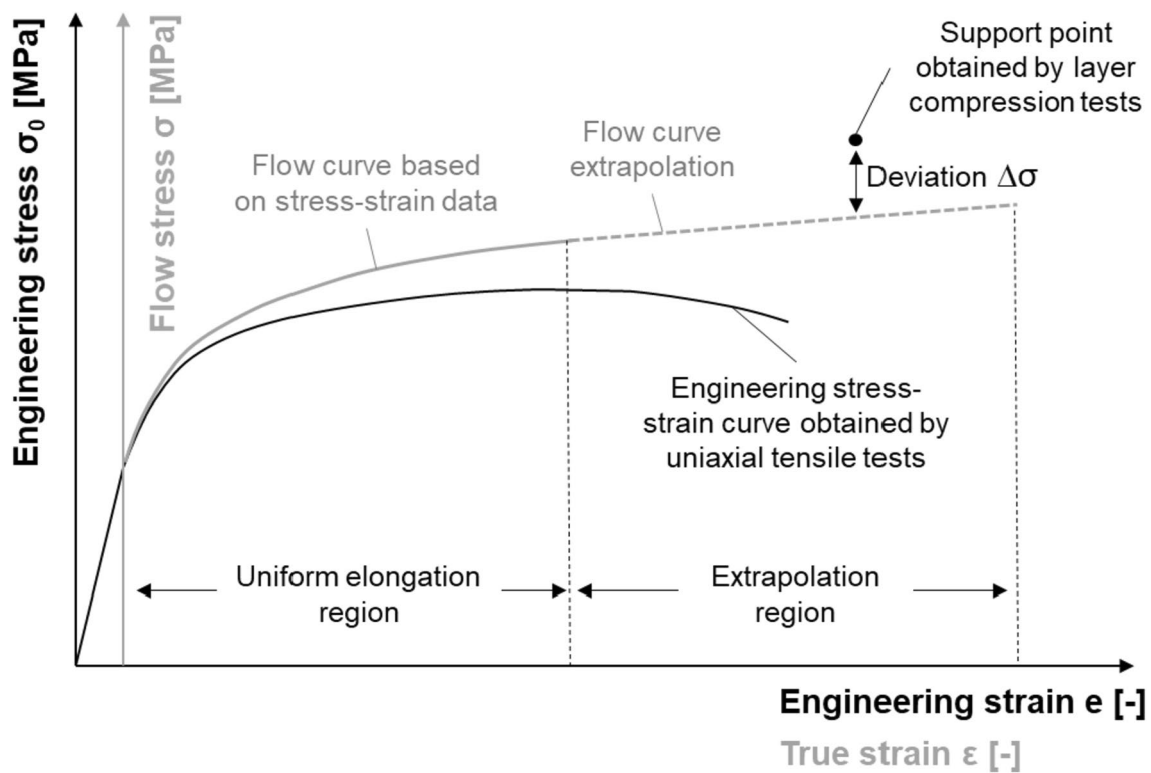 Engineering stress σ0 [MPa]
Flow stress σ [MPa]
Support point
obtained by layer
compression tests
Flow curve
extrapolation
Flow curve based
on stress-strain data
Deviation Δσ
Engineering stress-
strain curve obtained by
uniaxial tensile tests
Uniform elongation
region
Extrapolation
region
Engineering strain e [-]
True strain ε [-]